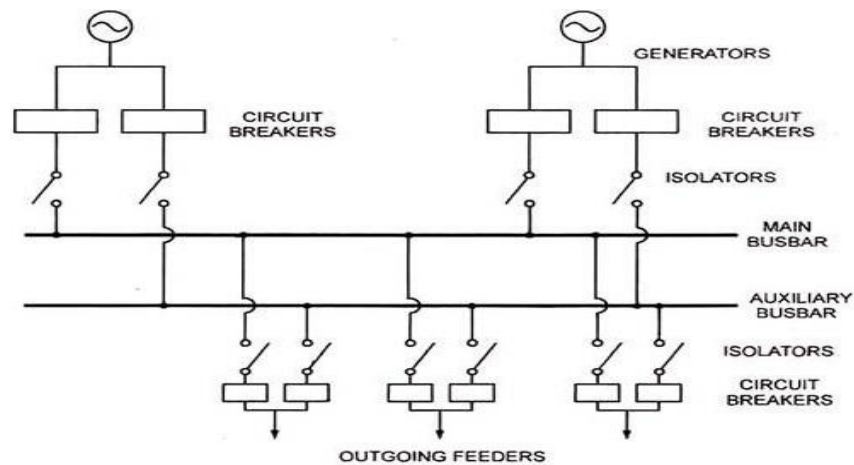 GENERATORS
CIRCUIT
BREAKERS
CIRCUIT
BREAKERS
ISOLATORS
MAIN
BUSBAR
AUXILIARY
BUSBAR
ISOLATORS
CIRCUIT
BREAKERS
OUTGOING FEEDERS